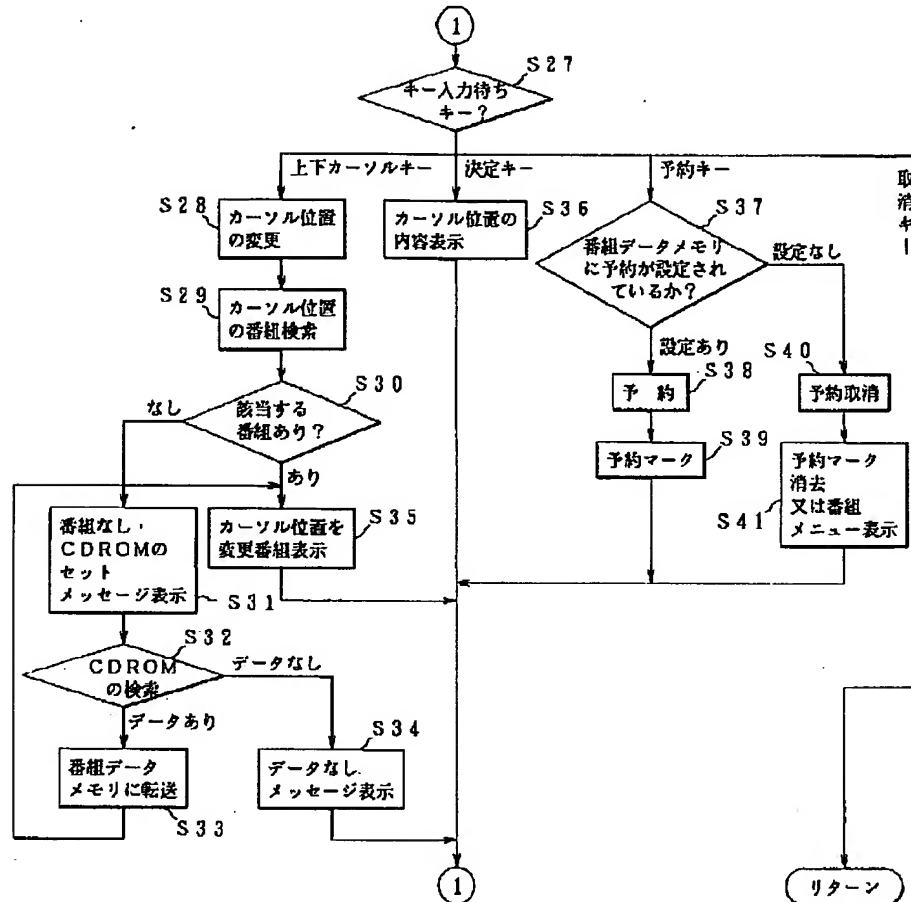 1
S27
キー入力待ち
キー？
上下カーソルキー
決定キー
予約キー
取
消
キ
ー
S28
カーソル位置
の変更
S36
カーソル位置の
内容表示
S37
番組データメモリ
に予約が設定され
ているか？
設定なし
S29
カーソル位置
の番組検索
設定あり
S30
該当する
番組あり？
なし
あり
S38
予 約
S40
予約取消
S39
予約マーク
S41
予約マーク
消去
又は番組
メニュー表示
S35
カーソル位置を
変更番組表示
番組なし・
CDROMの
セット
メッセージ表示
S31
S32
CDROM
の検索
データなし
データあり
S34
データなし
メッセージ表示
番組データ
メモリに転送
S33
1
リターン